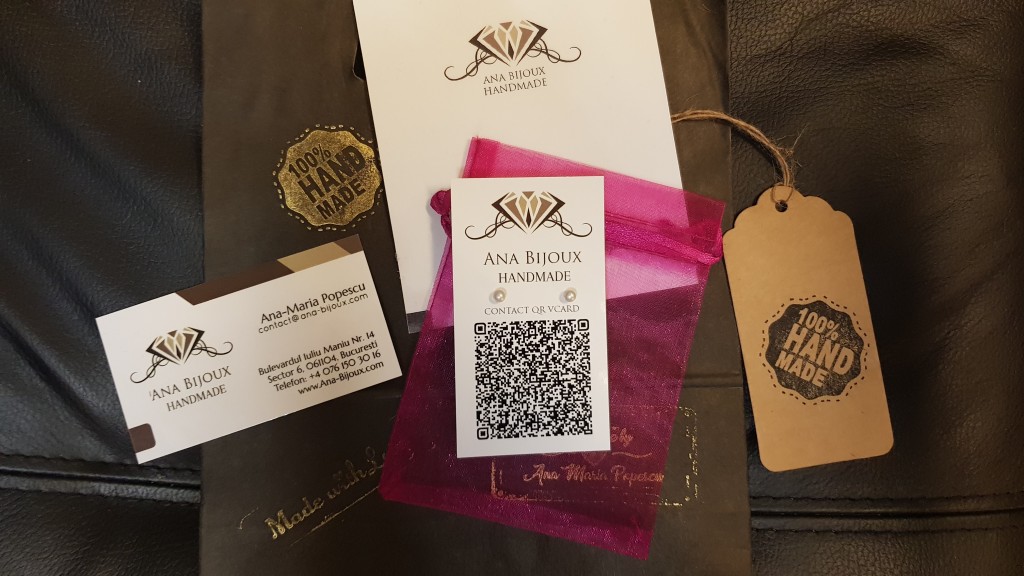 ANA BIJOUX
HANDMADE
100%
HAND
MADE
ANA BIJOUX
HANDMADE
CONTACT QR VCARD
Ana-Maria Popescu
contact@ana-bijoux.com
ANA BIJOUX
HANDMADE
Bulevardul Iuliu Maniu Nr. 14
Sector 6, 061104, Bucuresti
Telefon: +4 076 150 30 16
www.Ana-Bijoux.com
100%
HAND
MADE
Made with
by
Ana Maria Popescu